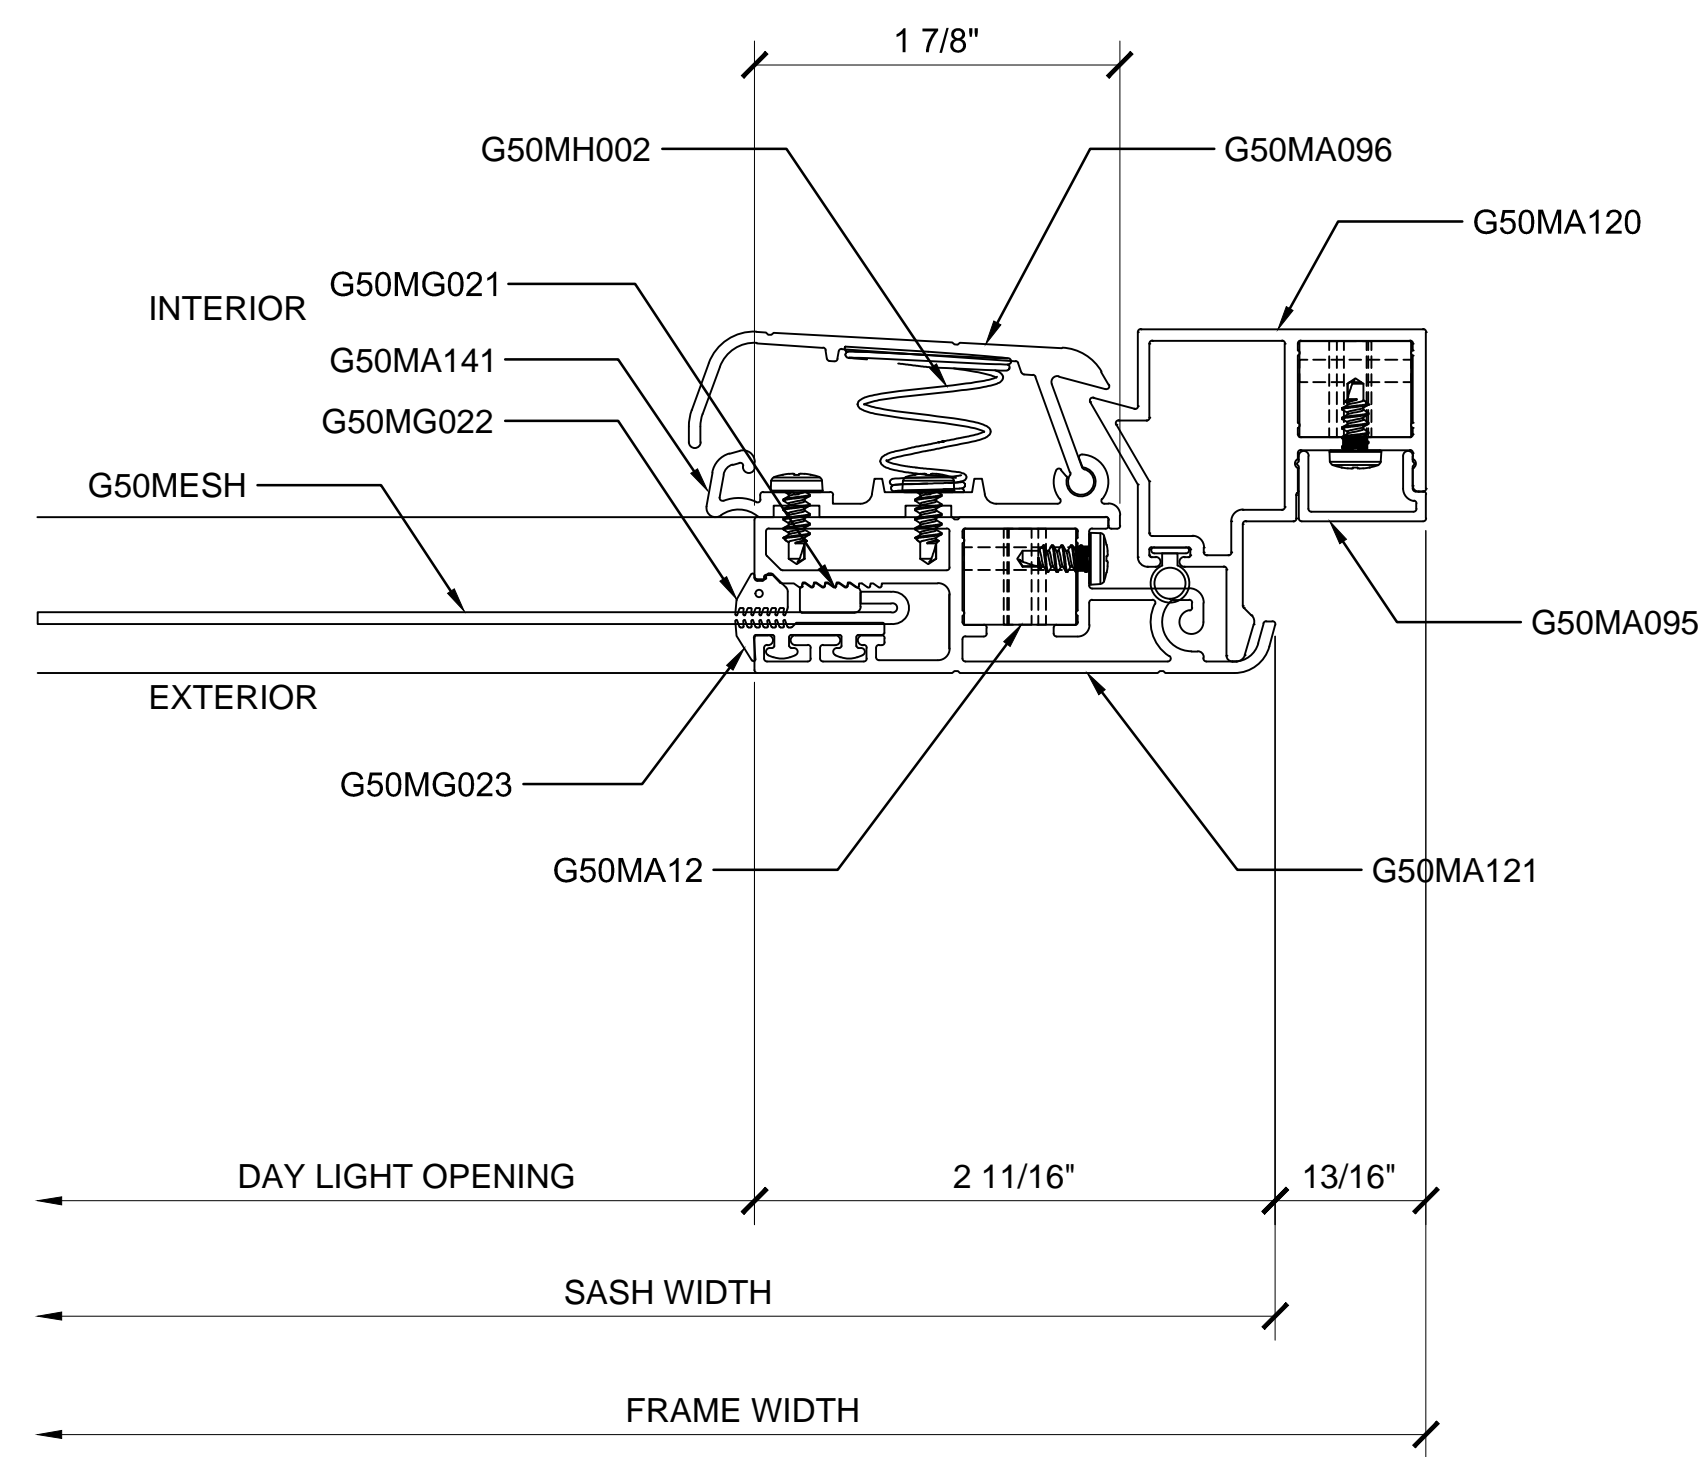 1 7/8"
G50MH002
G50MA096
G50MA120
G50MG021
INTERIOR
G50MA141
G50MG022
G50MESH
G50MA095
EXTERIOR
G50MG023
G50MA12
G50MA121
DAY LIGHT OPENING
2 11/16"
13/16"
SASH WIDTH
FRAME WIDTH